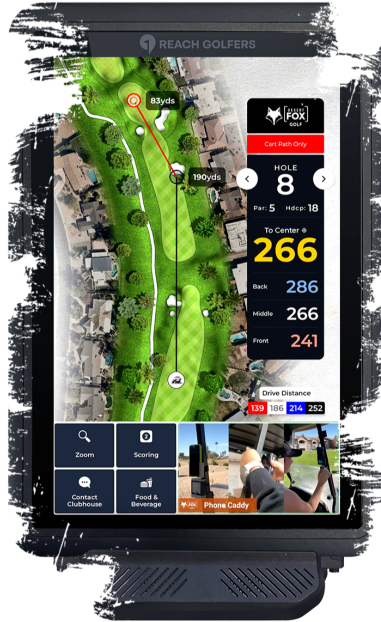 REACH GOLFERS
83yds
190yds
DESERT
FOX
GOLF
Cart Path Only
HOLE
8
Par: 5 Hdcp: 18
To Center
266
Back 286
Middle 266
Front 241
Drive Distance
139 186 214 252
Zoom
Scoring
Contact
Clubhouse
Food &
Beverage
Phone Caddy